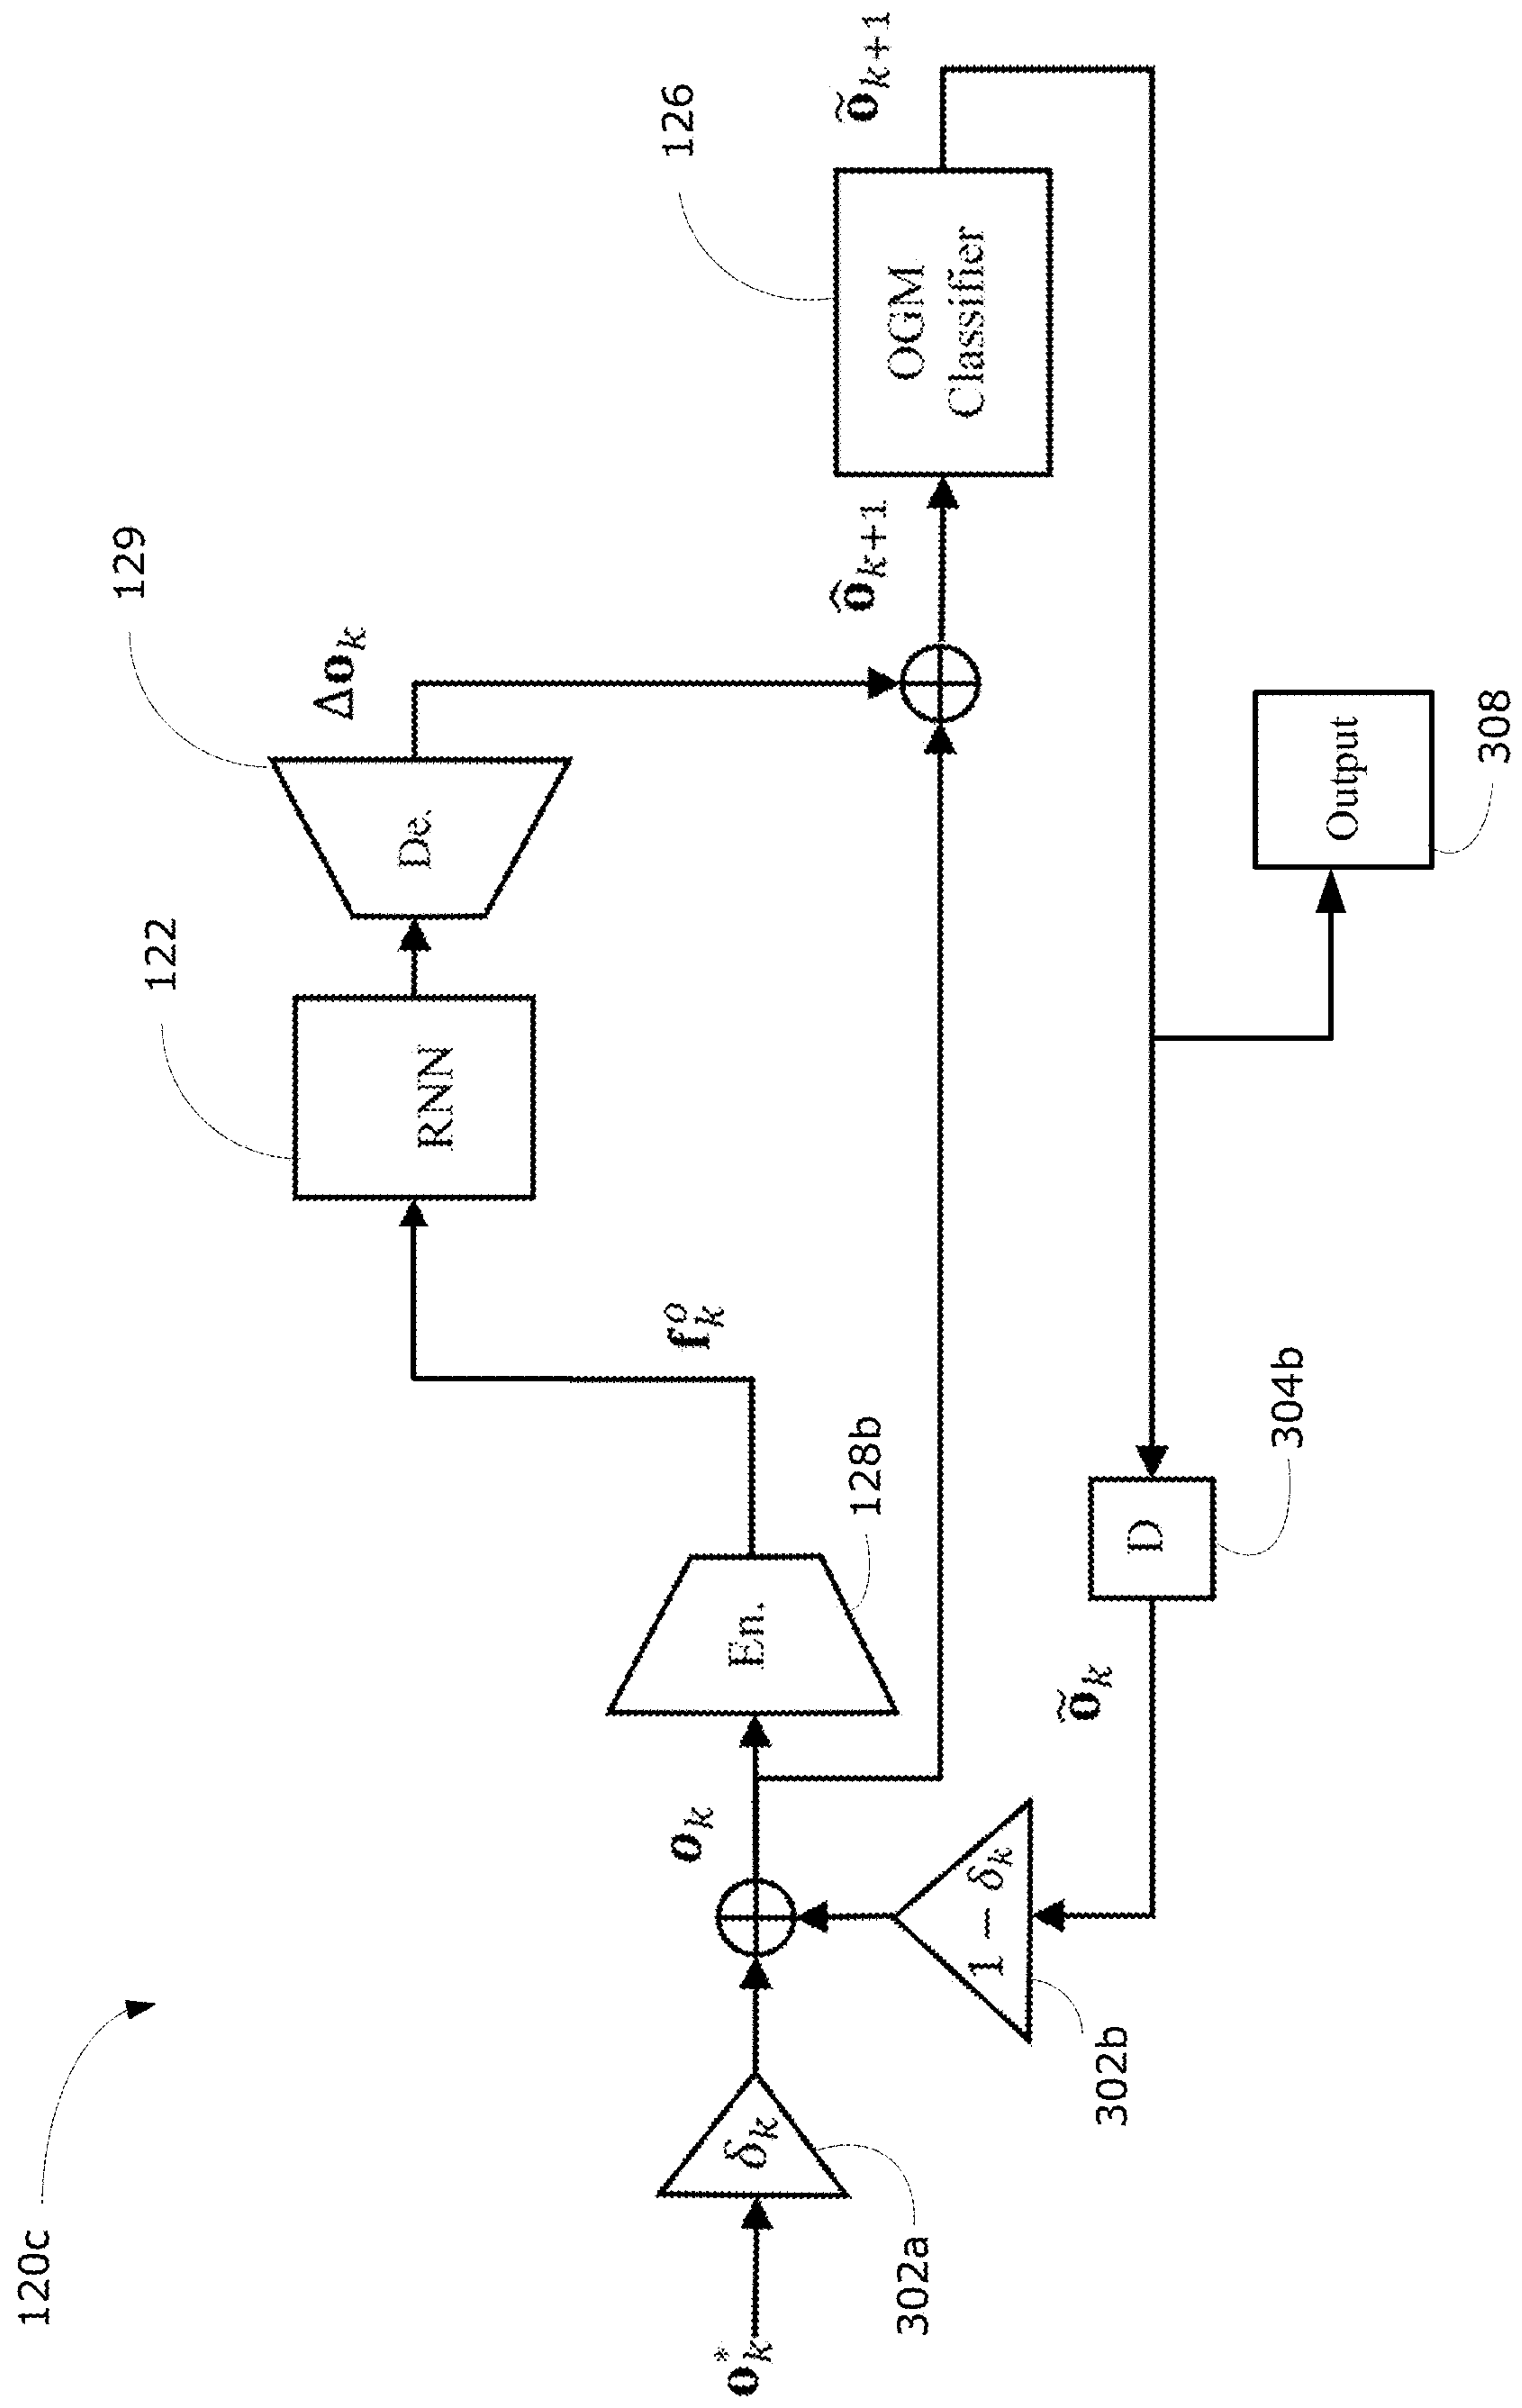 120c
o*_k
δ_k
302a
1 − δ_k
302b
o_k
En.
128b
f^o_k
RNN
122
De.
129
Δo_k
ô_{k+1}
OGM
Classifier
126
õ_{k+1}
õ_k
D
304b
Output
308